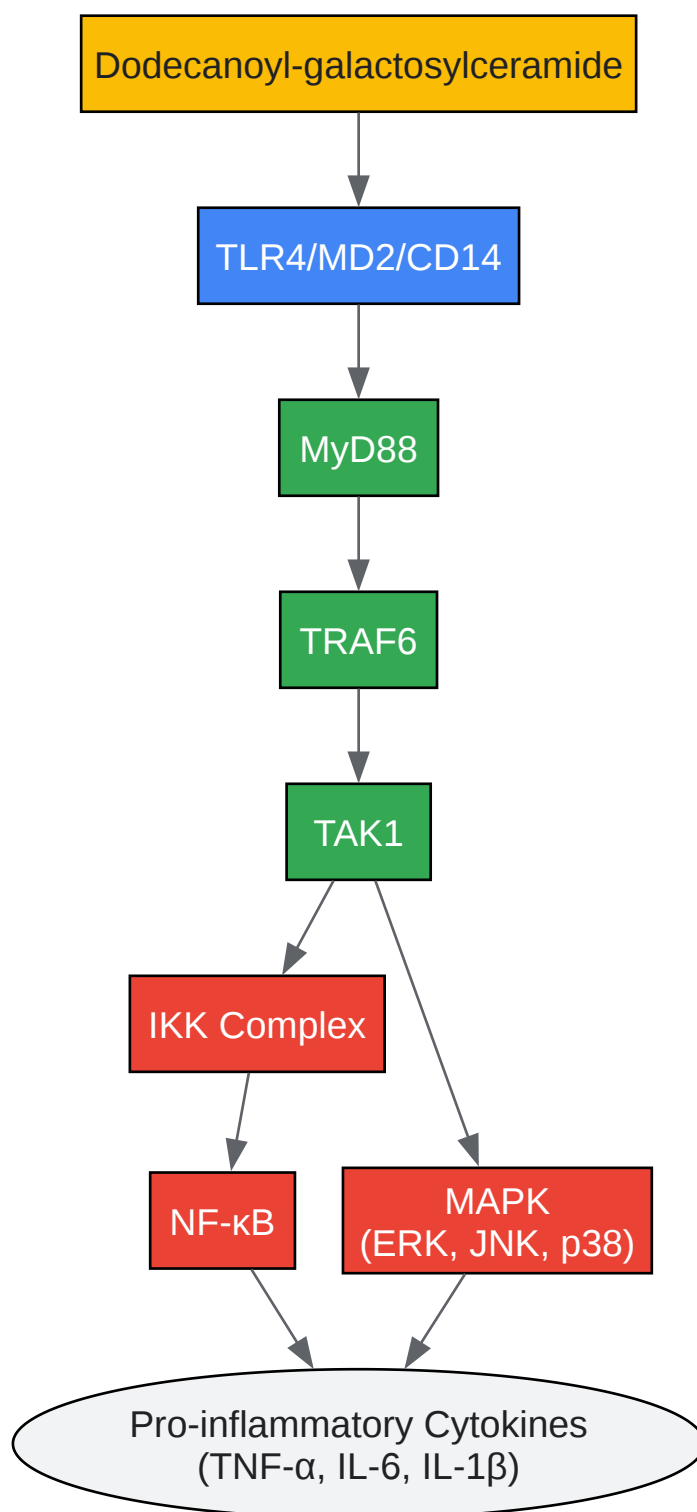 Dodecanoyl-galactosylceramide
TLR4/MD2/CD14
MyD88
TRAF6
TAK1
IKK Complex
NF-κB
MAPK
(ERK, JNK, p38)
Pro-inflammatory Cytokines
(TNF-α, IL-6, IL-1β)